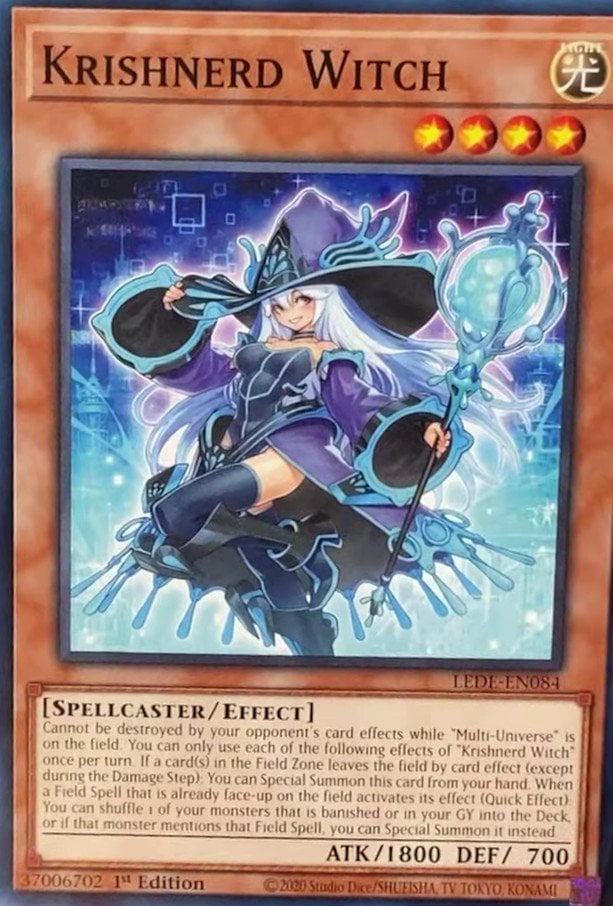 KRISHNERD WITCH
LIGHT
光
LEDE-EN084
[SPELLCASTER/EFFECT]
Cannot be destroyed by your opponent's card effects while "Multi-Universe" is
on the field. You can only use each of the following effects of "Krishnerd Witch"
once per turn. If a card(s) in the Field Zone leaves the field by card effect (except
during the Damage Step): You can Special Summon this card from your hand. When
a Field Spell that is already face-up on the field activates its effect (Quick Effect):
You can shuffle 1 of your monsters that is banished or in your GY into the Deck,
or if that monster mentions that Field Spell, you can Special Summon it instead.
ATK/1800 DEF/ 700
37006702 1st Edition ©2020 Studio Dice/SHUEISHA, TV TOKYO, KONAMI